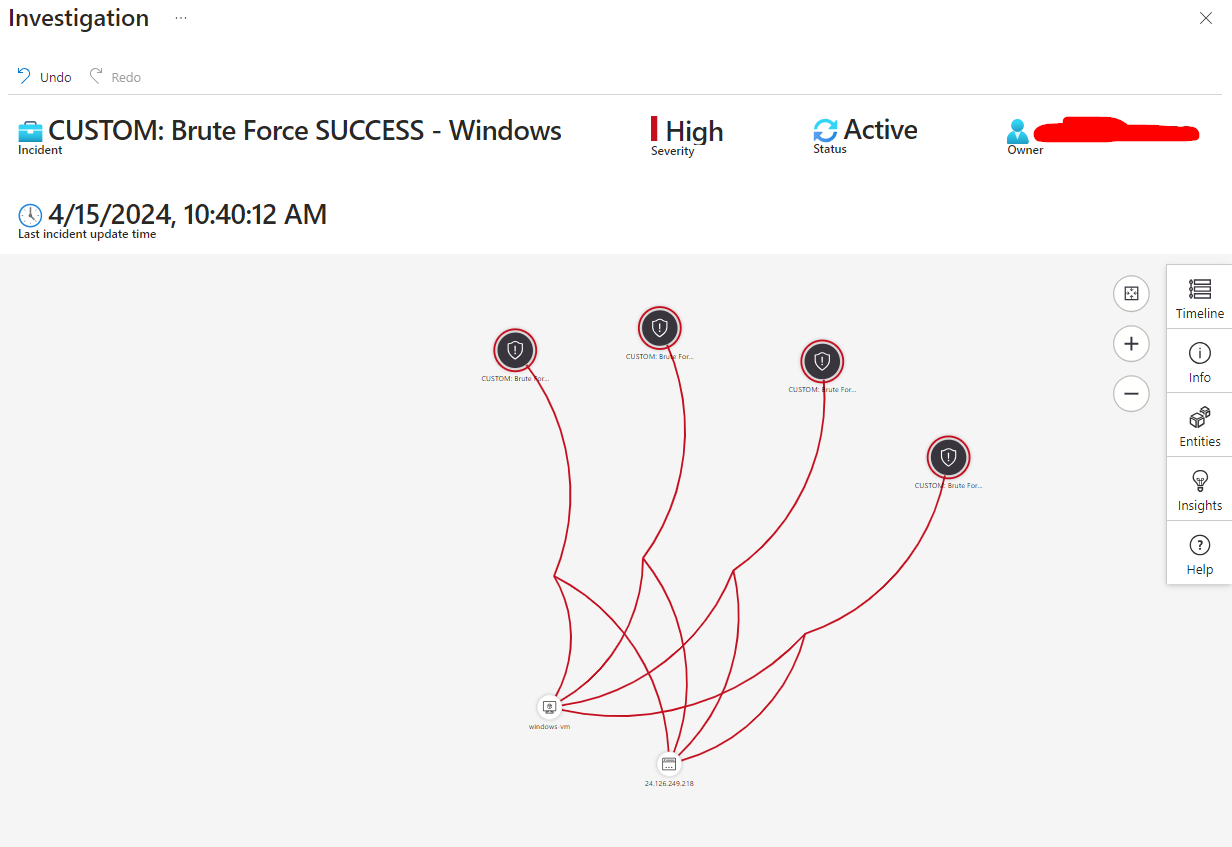 Investigation ...
Undo Redo
CUSTOM: Brute Force SUCCESS - Windows
Incident
High
Severity
Active
Status
Owner
4/15/2024, 10:40:12 AM
Last incident update time
CUSTOM: Brute For...
CUSTOM: Brute For...
CUSTOM: Brute For...
CUSTOM: Brute For...
windows-vm
24.126.249.218
Timeline
Info
Entities
Insights
Help